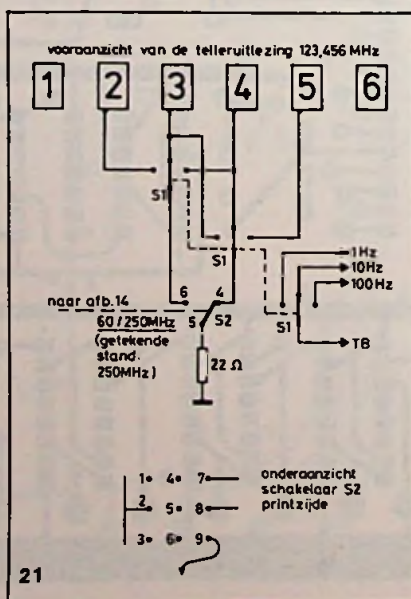 vooraanzicht van de telleruitlezing 123,456 MHz
1 2 3 4 5 6
S1
S1
1Hz
10Hz
100Hz
S1
TB
6 4
naar afb.14
5 S2
60/250MHz
(getekende
stand:
250MHz)
22 Ω
1 4 7
onderaanzicht
schakelaar S2
2 5 8
printzijde
3 6 9
21